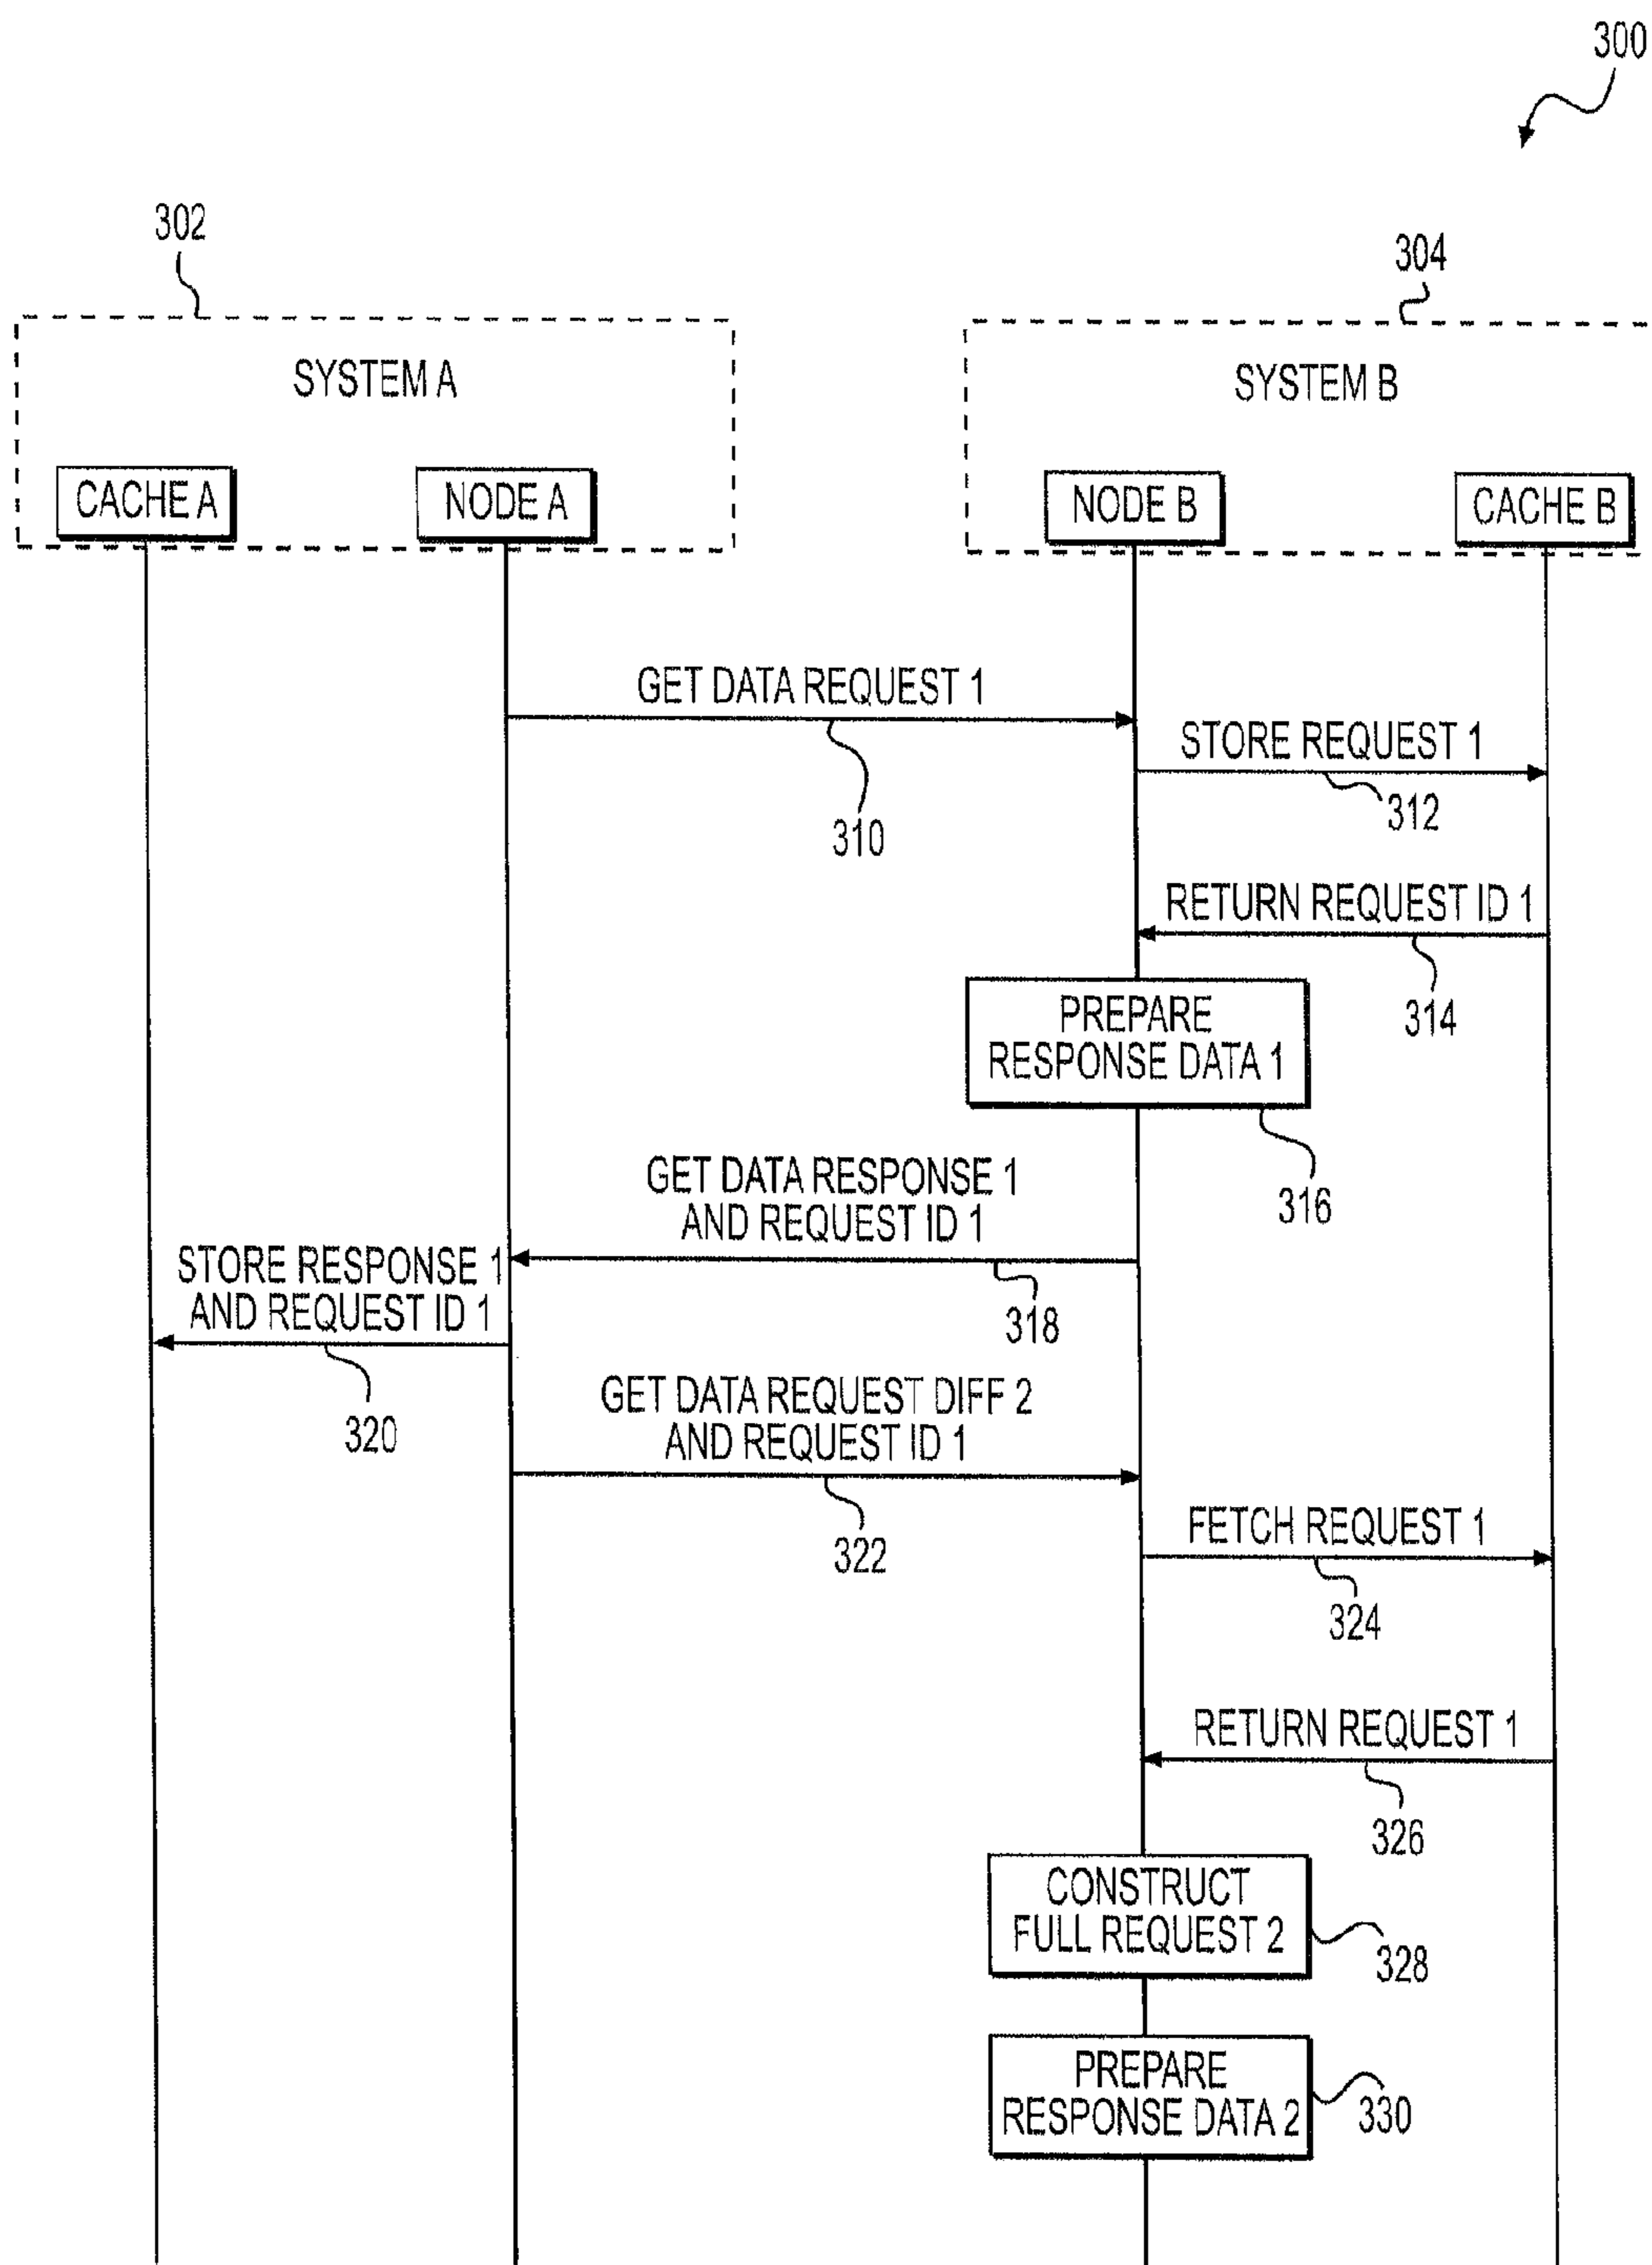 300
302
304
SYSTEM A
SYSTEM B
CACHE A
NODE A
NODE B
CACHE B
GET DATA REQUEST 1
310
STORE REQUEST 1
312
RETURN REQUEST ID 1
314
PREPARE
RESPONSE DATA 1
316
GET DATA RESPONSE 1
AND REQUEST ID 1
318
STORE RESPONSE 1
AND REQUEST ID 1
320
GET DATA REQUEST DIFF 2
AND REQUEST ID 1
322
FETCH REQUEST 1
324
RETURN REQUEST 1
326
CONSTRUCT
FULL REQUEST 2
328
PREPARE
RESPONSE DATA 2
330